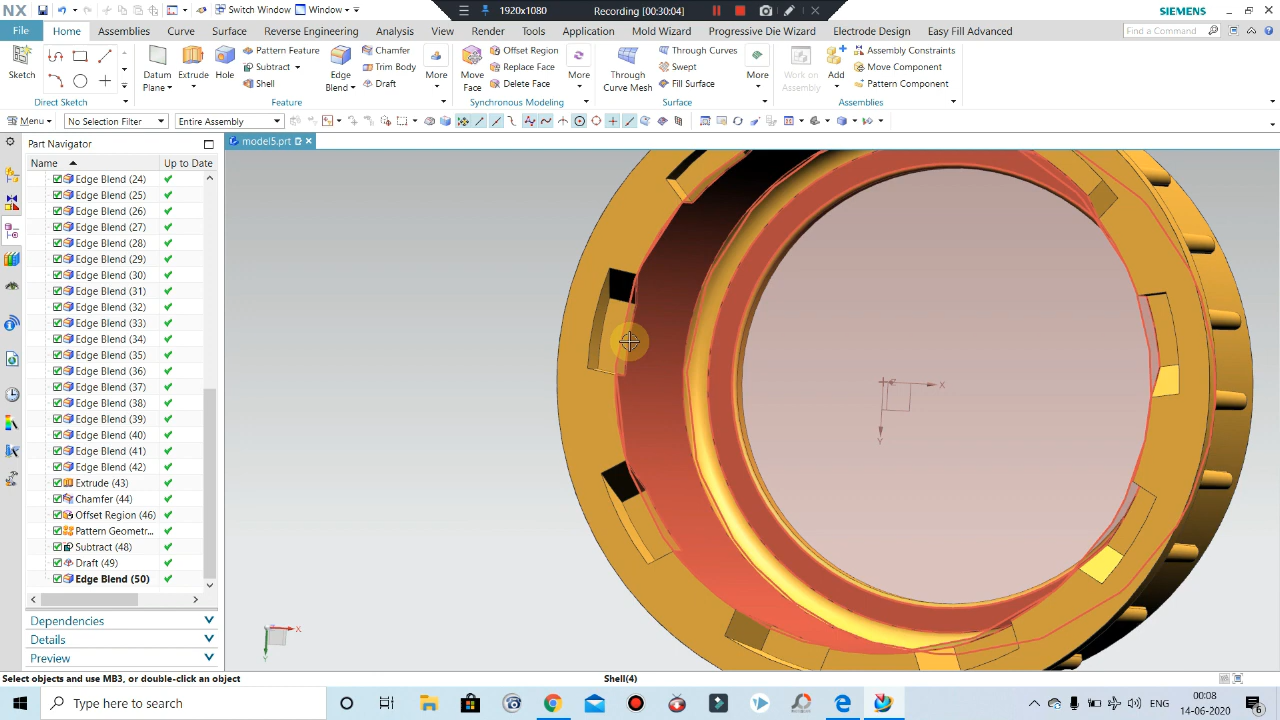 NX
Switch Window
Window
1920x1080
Recording [00:30:04]
SIEMENS
File
Home
Assemblies
Curve
Surface
Reverse Engineering
Analysis
View
Render
Tools
Application
Mold Wizard
Progressive Die Wizard
Electrode Design
Easy Fill Advanced
Find a Command
Sketch
Direct Sketch
Datum Plane
Extrude
Hole
Pattern Feature
Subtract
Shell
Edge Blend
Chamfer
Trim Body
Draft
More
Feature
Move Face
Offset Region
Replace Face
Delete Face
More
Synchronous Modeling
Through Curve Mesh
Through Curves
Swept
Fill Surface
More
Surface
Work on Assembly
Add
Assembly Constraints
Move Component
Pattern Component
Assemblies
Menu
No Selection Filter
Entire Assembly
Part Navigator
model5.prt
Name
Up to Date
Edge Blend (24)
Edge Blend (25)
Edge Blend (26)
Edge Blend (27)
Edge Blend (28)
Edge Blend (29)
Edge Blend (30)
Edge Blend (31)
Edge Blend (32)
Edge Blend (33)
Edge Blend (34)
Edge Blend (35)
Edge Blend (36)
Edge Blend (37)
Edge Blend (38)
Edge Blend (39)
Edge Blend (40)
Edge Blend (41)
Edge Blend (42)
Extrude (43)
Chamfer (44)
Offset Region (46)
Pattern Geometr...
Subtract (48)
Draft (49)
Edge Blend (50)
Dependencies
Details
Preview
X
Y
X
Y
Select objects and use MB3, or double-click an object
Shell(4)
Type here to search
ENG
00:08
14-06-2020
6